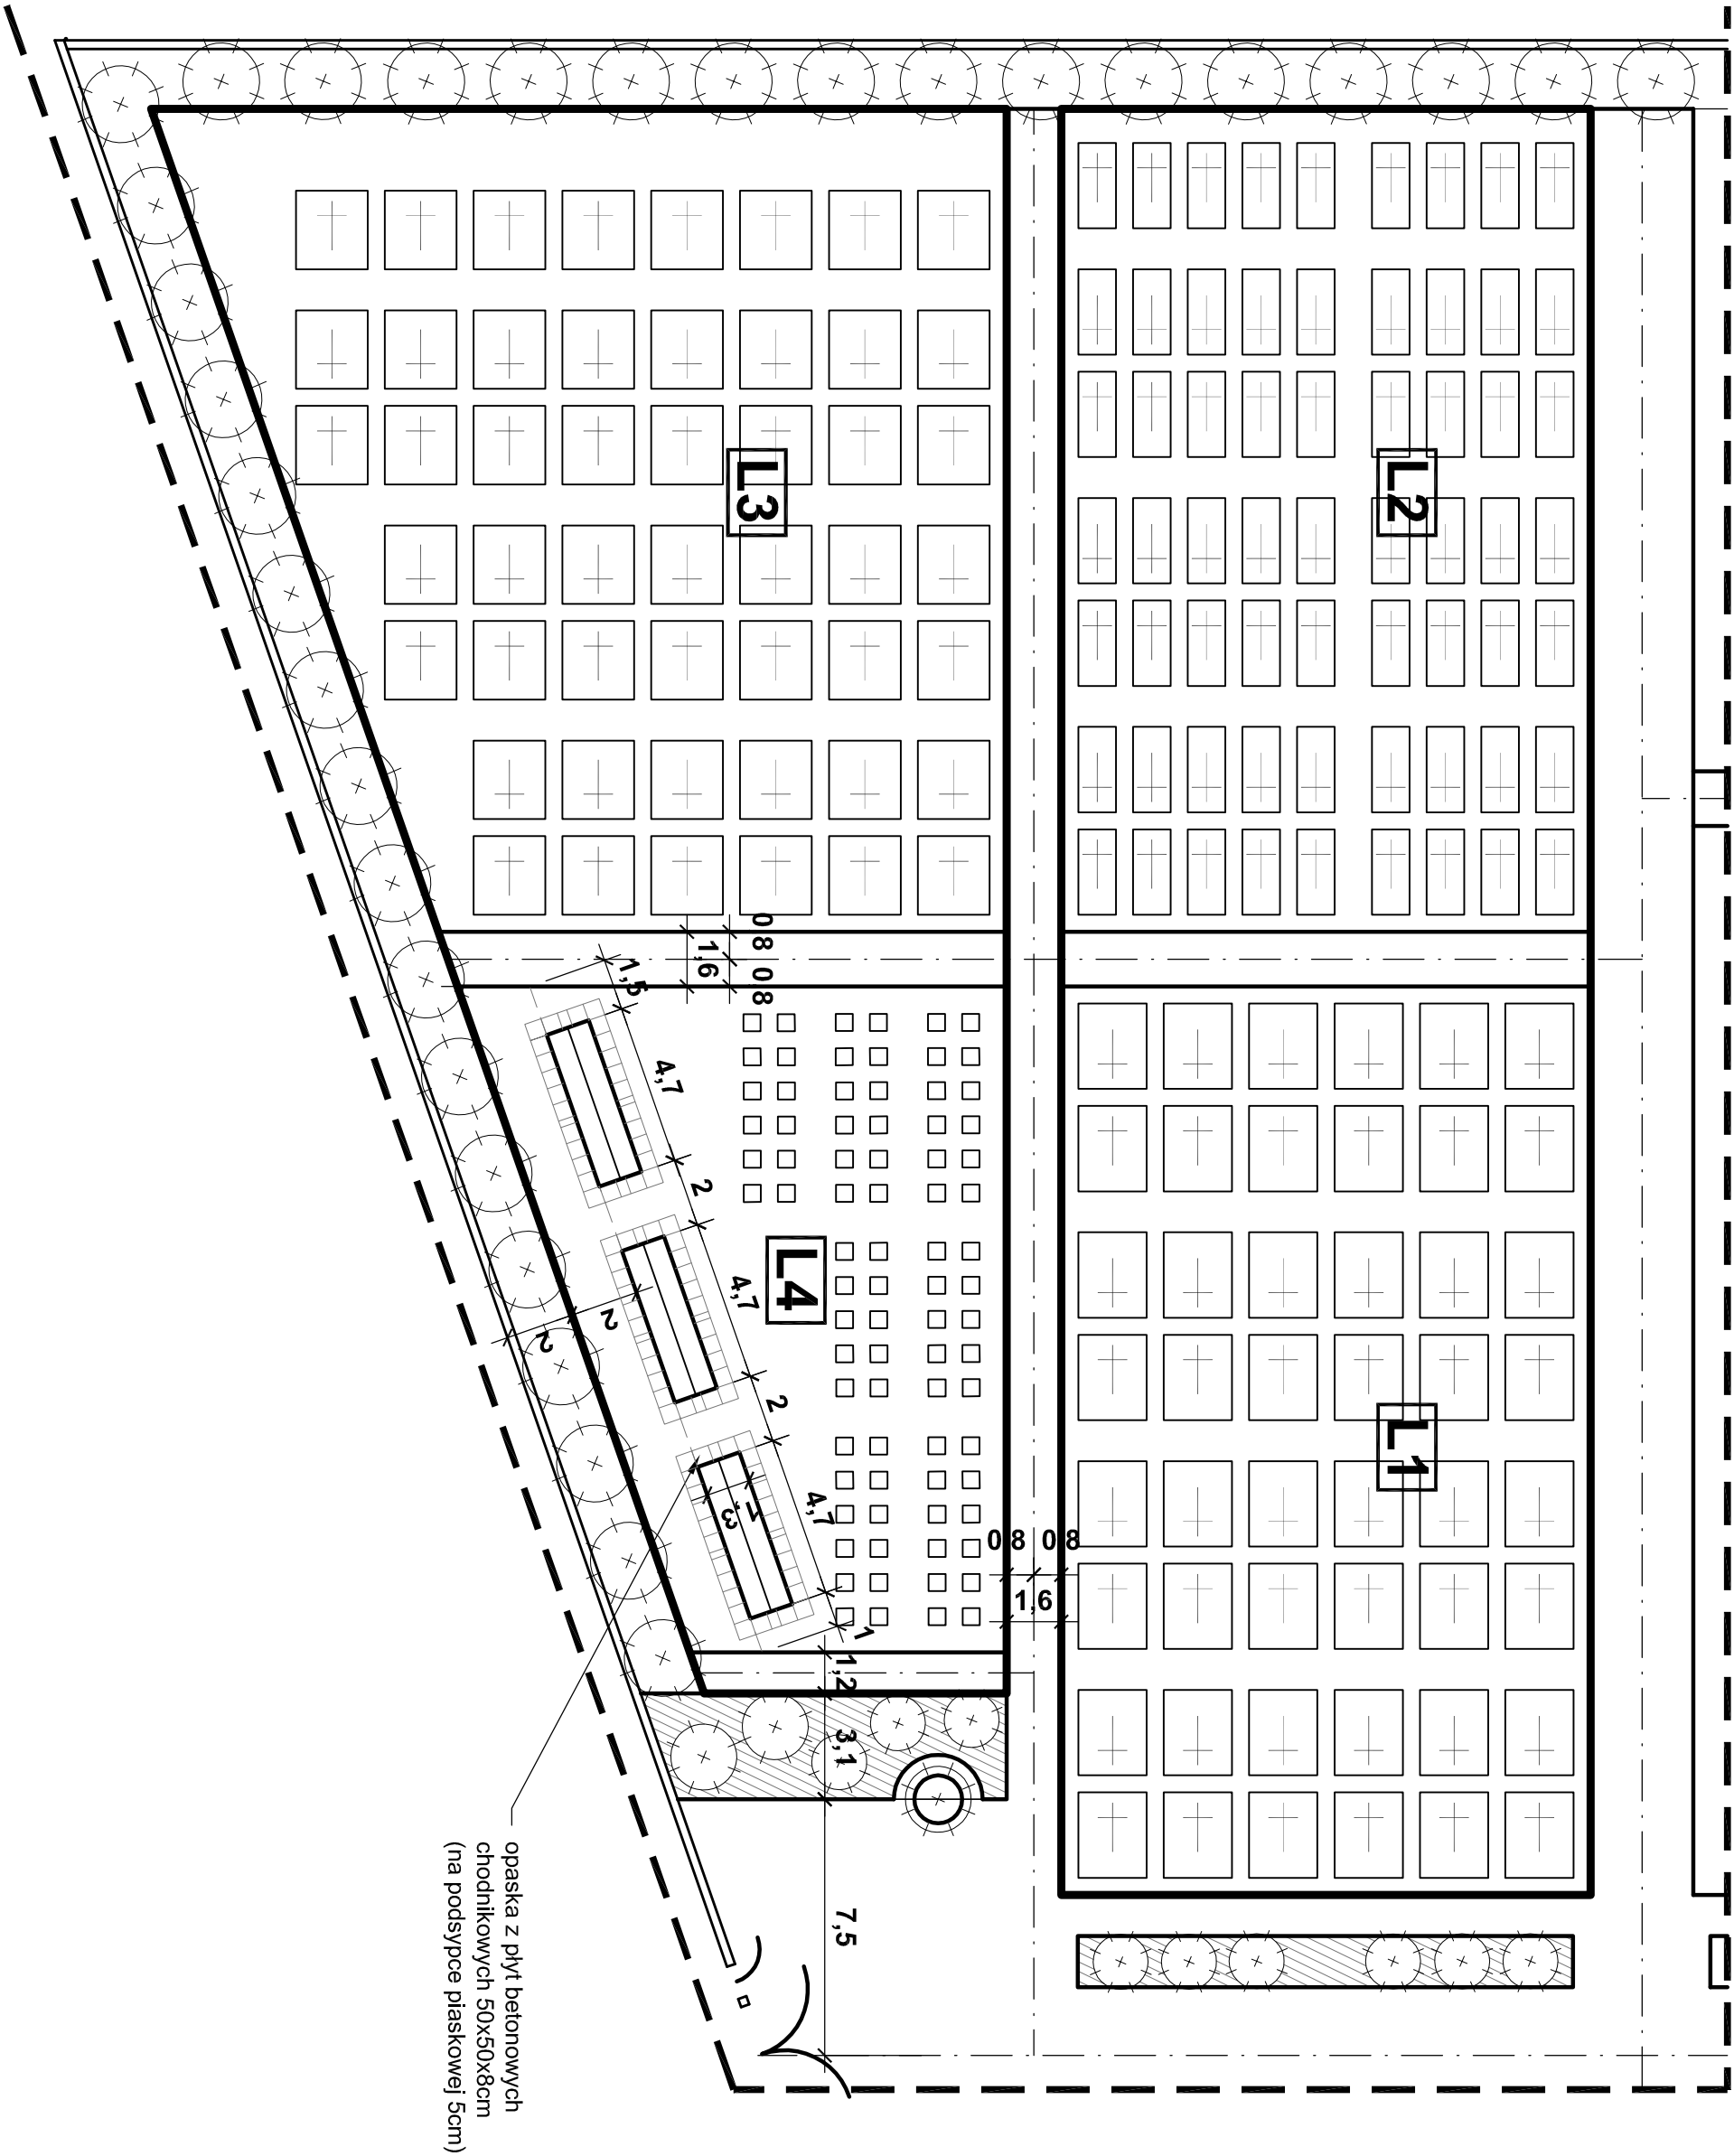 L3
L2
0,8
0,8
1,6
1,5
4,7
2
L4
4,7
2
2
2
4,7
1,3
L1
0,8
0,8
1,6
1
1,2
3,1
7,5
opaska z płyt betonowych
chodnikowych 50x50x8cm
(na podsypce piaskowej 5cm)